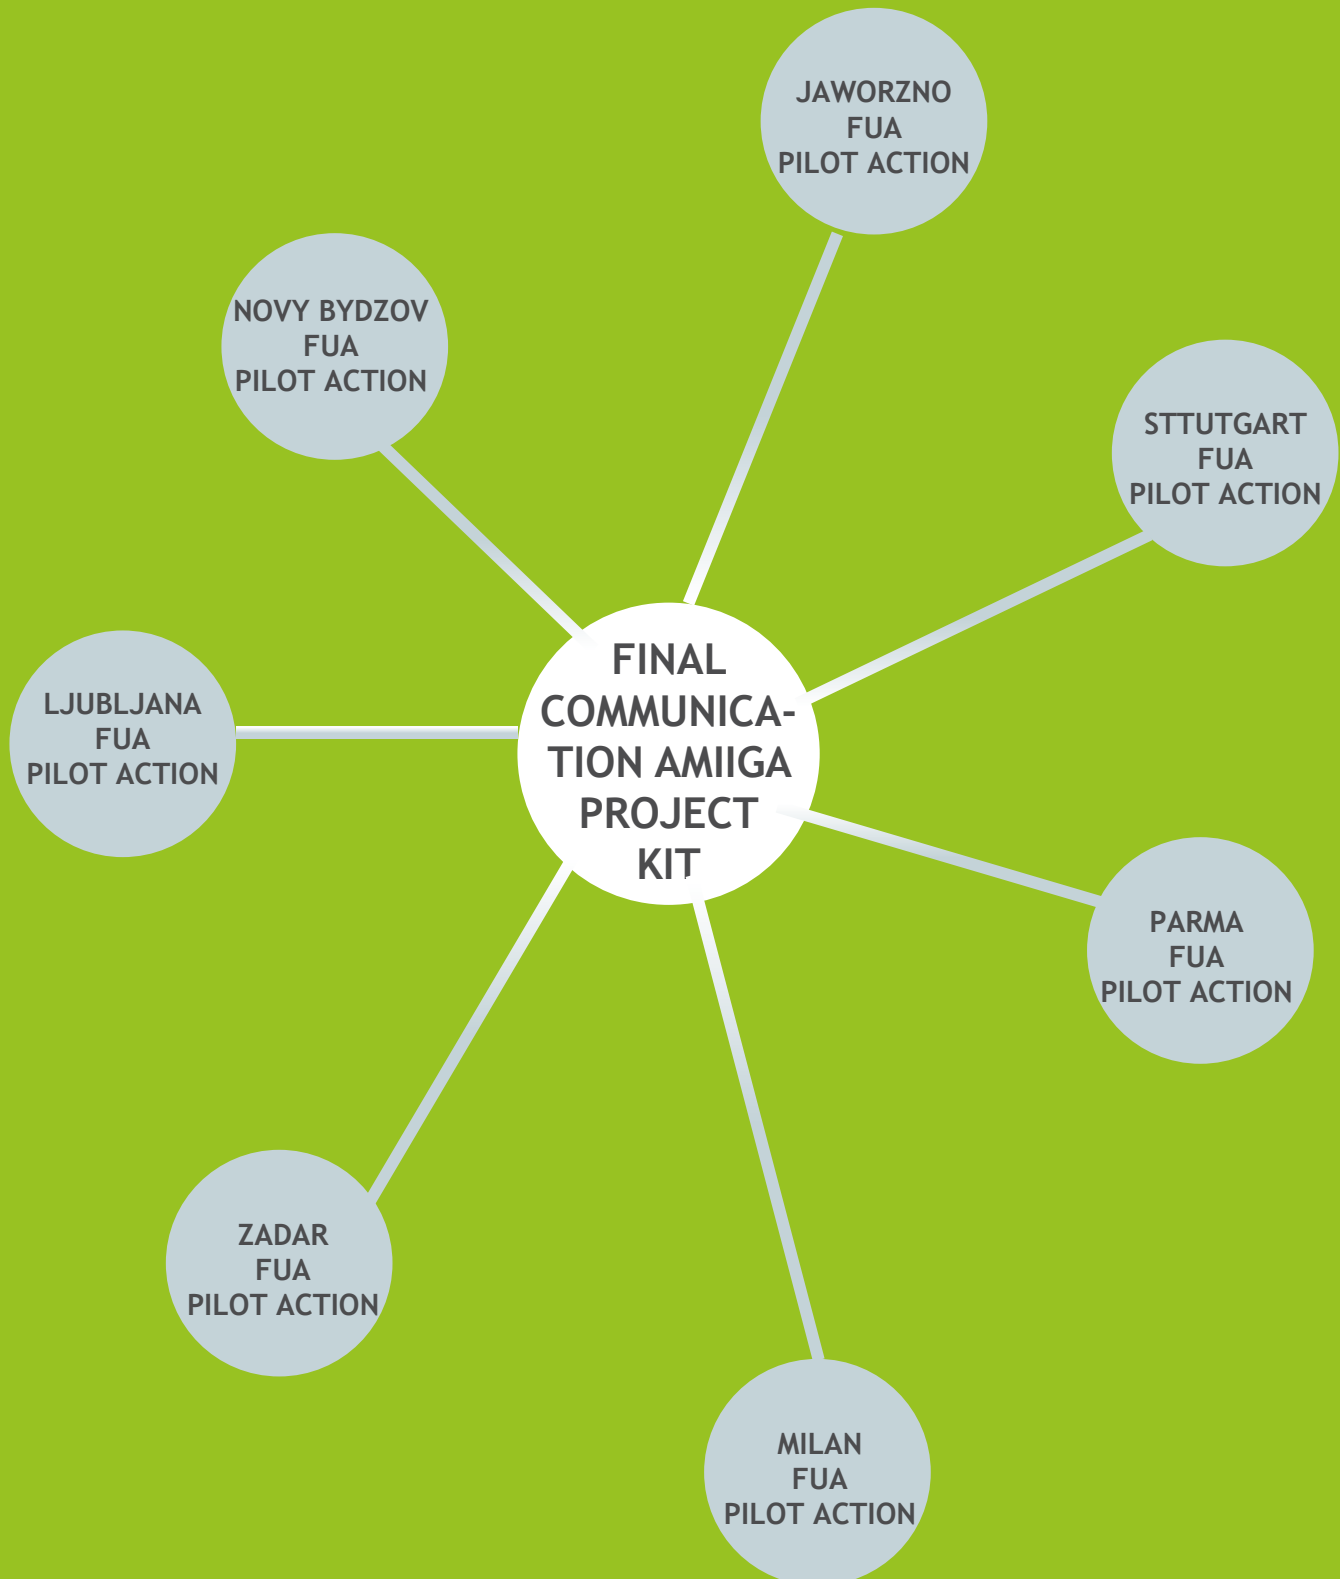 JAWORZNO
FUA
PILOT ACTION
NOVY BYDZOV
FUA
PILOT ACTION
STTUTGART
FUA
PILOT ACTION
FINAL
COMMUNICA-
TION AMIIGA
PROJECT
KIT
LJUBLJANA
FUA
PILOT ACTION
PARMA
FUA
PILOT ACTION
ZADAR
FUA
PILOT ACTION
MILAN
FUA
PILOT ACTION